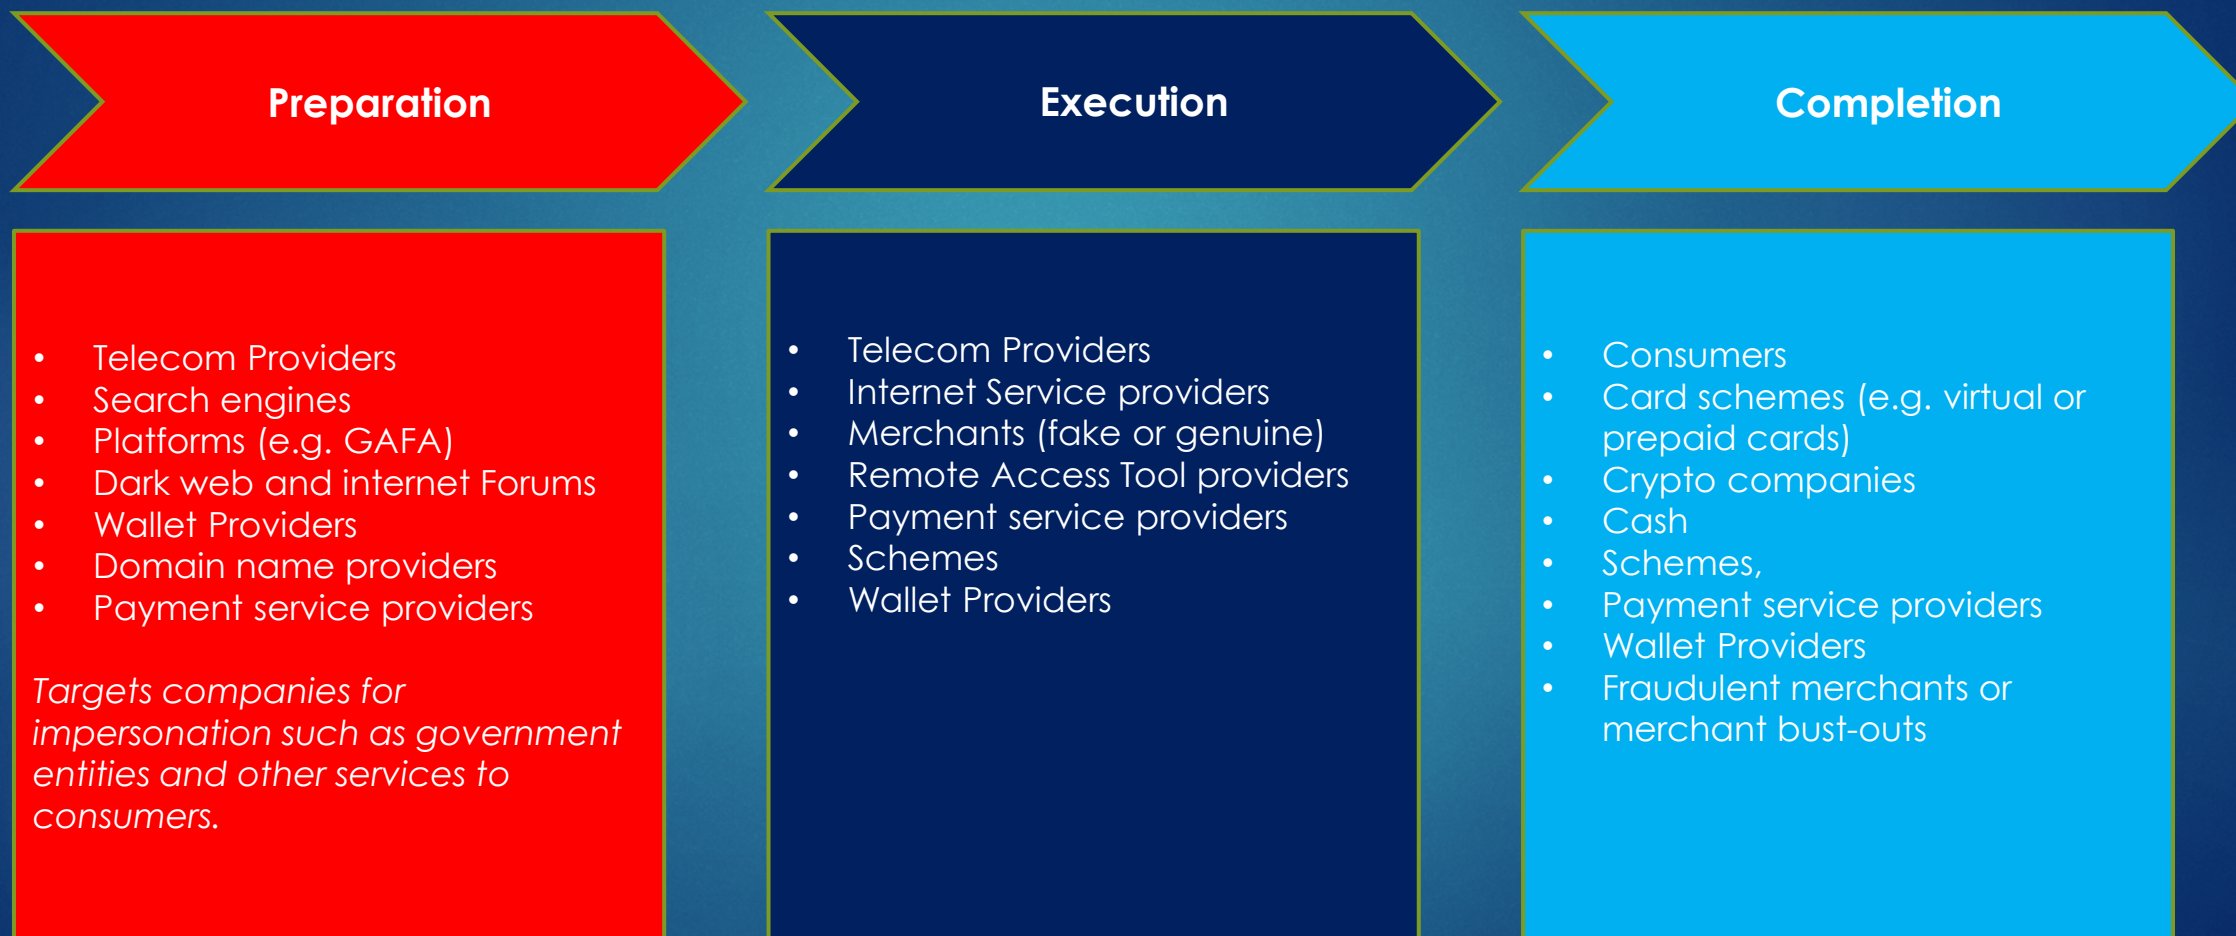 Preparation
Execution
Completion
• Telecom Providers
• Search engines
• Platforms (e.g. GAFA)
• Dark web and internet Forums
• Wallet Providers
• Domain name providers
• Payment service providers
Targets companies for
impersonation such as government
entities and other services to
consumers.
• Telecom Providers
• Internet Service providers
• Merchants (fake or genuine)
• Remote Access Tool providers
• Payment service providers
• Schemes
• Wallet Providers
• Consumers
• Card schemes (e.g. virtual or
prepaid cards)
• Crypto companies
• Cash
• Schemes,
• Payment service providers
• Wallet Providers
• Fraudulent merchants or
merchant bust-outs